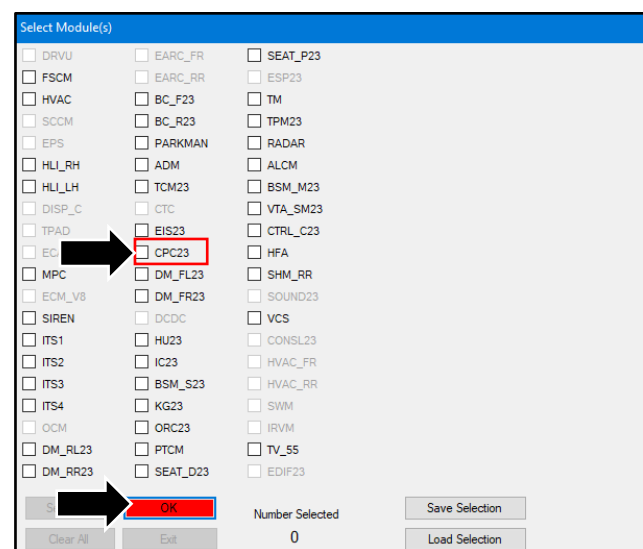 Select Module(s)
DRVU EARC_FR SEAT_P23
FSCM EARC_RR ESP23
HVAC BC_F23 TM
SCCM BC_R23 TPM23
EPS PARKMAN RADAR
HLI_RH ADM ALCM
HLI_LH TCM23 BSM_M23
DISP_C CTC VTA_SM23
TPAD EIS23 CTRL_C23
CPC23 HFA
MPC DM_FL23 SHM_RR
ECM_V8 DM_FR23 SOUND23
SIREN DCDC VCS
ITS1 HU23 CONSL23
ITS2 IC23 HVAC_FR
ITS3 BSM_S23 HVAC_RR
ITS4 KG23 SWM
OCM ORC23 IRVM
DM_RL23 PTCM TV_55
DM_RR23 SEAT_D23 EDIF23
OK Number Selected Save Selection
Clear All Exit 0 Load Selection